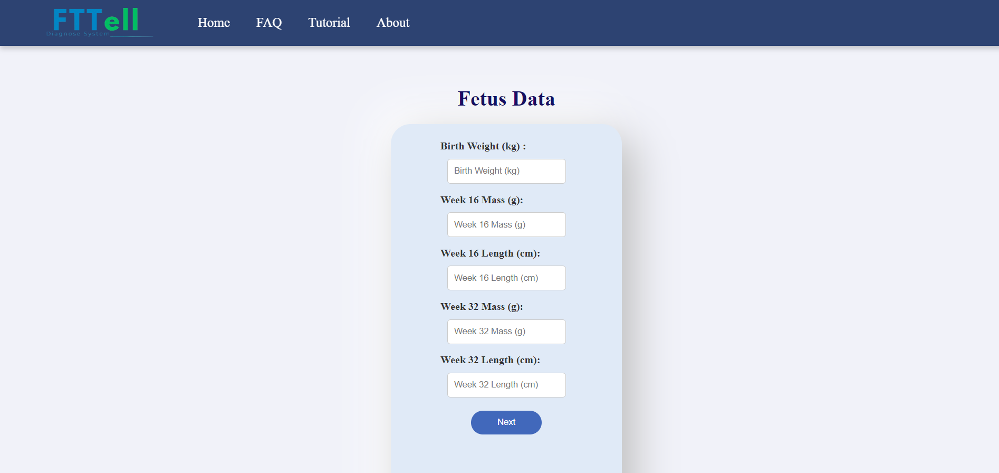 FTTell
Diagnose System
Home FAQ Tutorial About
Fetus Data
Birth Weight (kg) :
Birth Weight (kg)
Week 16 Mass (g):
Week 16 Mass (g)
Week 16 Length (cm):
Week 16 Length (cm)
Week 32 Mass (g):
Week 32 Mass (g)
Week 32 Length (cm):
Week 32 Length (cm)
Next